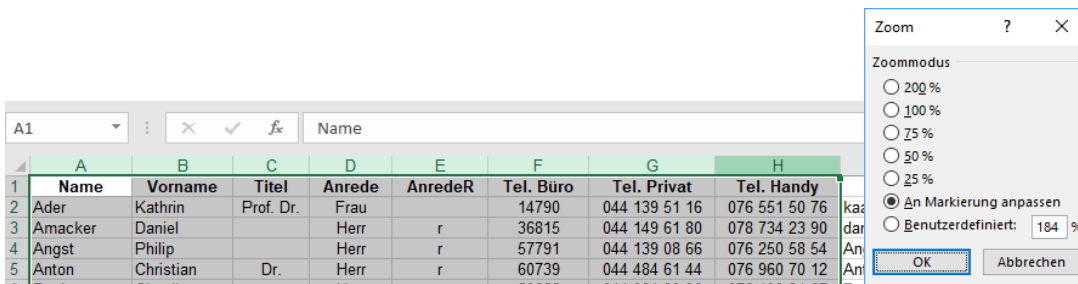 Zoom ? ×
Zoommodus
200 %
100 %
75 %
50 %
25 %
An Markierung anpassen
Benutzerdefiniert: 184 %
OK Abbrechen
A1 fx Name
A B C D E F G H
1 Name Vorname Titel Anrede AnredeR Tel. Büro Tel. Privat Tel. Handy
2 Ader Kathrin Prof. Dr. Frau 14790 044 139 51 16 076 551 50 76 kaa
3 Amacker Daniel Herr r 36815 044 149 61 80 078 734 23 90 dar
4 Angst Philip Herr r 57791 044 139 08 66 076 250 58 54
5 Anton Christian Dr. Herr r 60739 044 484 61 44 076 960 70 12